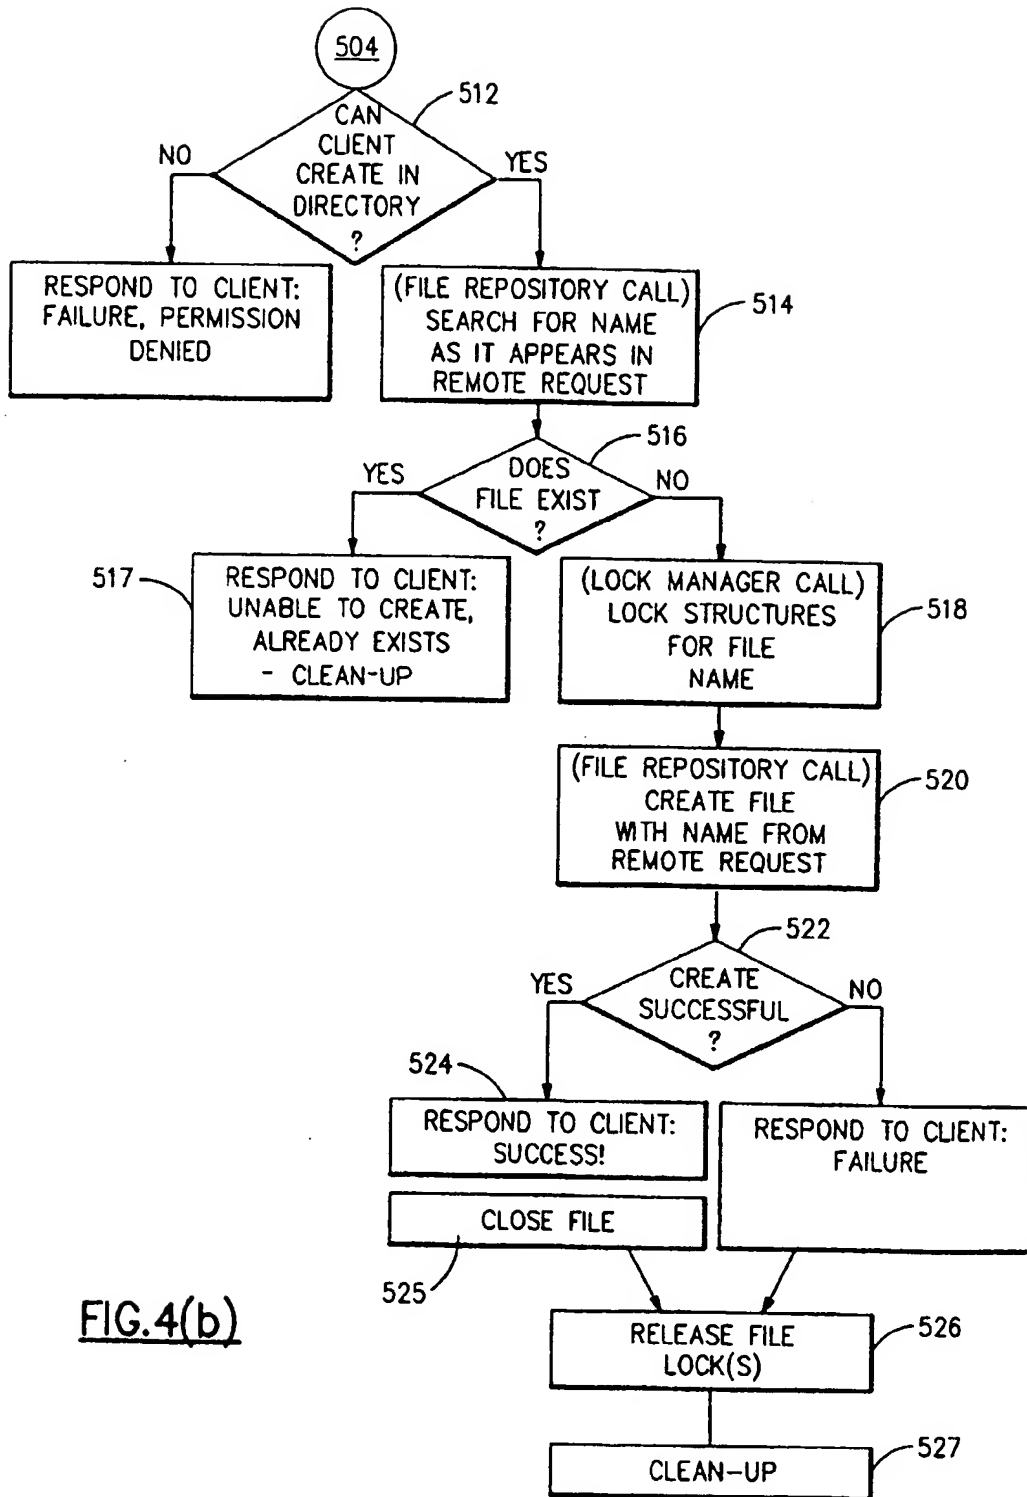 504
512
CAN
CLIENT
CREATE IN
DIRECTORY
?
NO
YES
RESPOND TO CLIENT:
FAILURE, PERMISSION
DENIED
(FILE REPOSITORY CALL)
SEARCH FOR NAME
AS IT APPEARS IN
REMOTE REQUEST
514
516
DOES
FILE EXIST
?
YES
NO
517
RESPOND TO CLIENT:
UNABLE TO CREATE,
ALREADY EXISTS
- CLEAN-UP
(LOCK MANAGER CALL)
LOCK STRUCTURES
FOR FILE
NAME
518
(FILE REPOSITORY CALL)
CREATE FILE
WITH NAME FROM
REMOTE REQUEST
520
522
CREATE
SUCCESSFUL
?
YES
NO
524
RESPOND TO CLIENT:
SUCCESS!
RESPOND TO CLIENT:
FAILURE
CLOSE FILE
525
RELEASE FILE
LOCK(S)
526
CLEAN-UP
527
FIG.4(b)